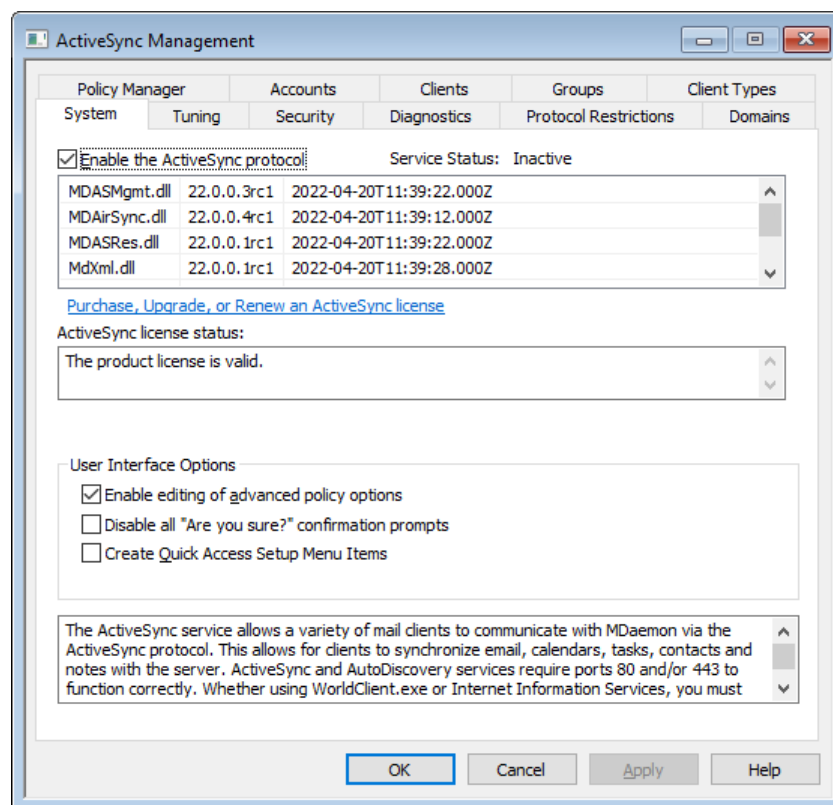 ActiveSync Management
Policy Manager Accounts Clients Groups Client Types
System Tuning Security Diagnostics Protocol Restrictions Domains
Enable the ActiveSync protocol Service Status: Inactive
MDASMgmt.dll 22.0.0.3rc1 2022-04-20T11:39:22.000Z
MDAirSync.dll 22.0.0.4rc1 2022-04-20T11:39:12.000Z
MDASRes.dll 22.0.0.1rc1 2022-04-20T11:39:22.000Z
MdXml.dll 22.0.0.1rc1 2022-04-20T11:39:28.000Z
Purchase, Upgrade, or Renew an ActiveSync license
ActiveSync license status:
The product license is valid.
User Interface Options
Enable editing of advanced policy options
Disable all "Are you sure?" confirmation prompts
Create Quick Access Setup Menu Items
The ActiveSync service allows a variety of mail clients to communicate with MDaemon via the
ActiveSync protocol. This allows for clients to synchronize email, calendars, tasks, contacts and
notes with the server. ActiveSync and AutoDiscovery services require ports 80 and/or 443 to
function correctly. Whether using WorldClient.exe or Internet Information Services, you must
OK Cancel Apply Help